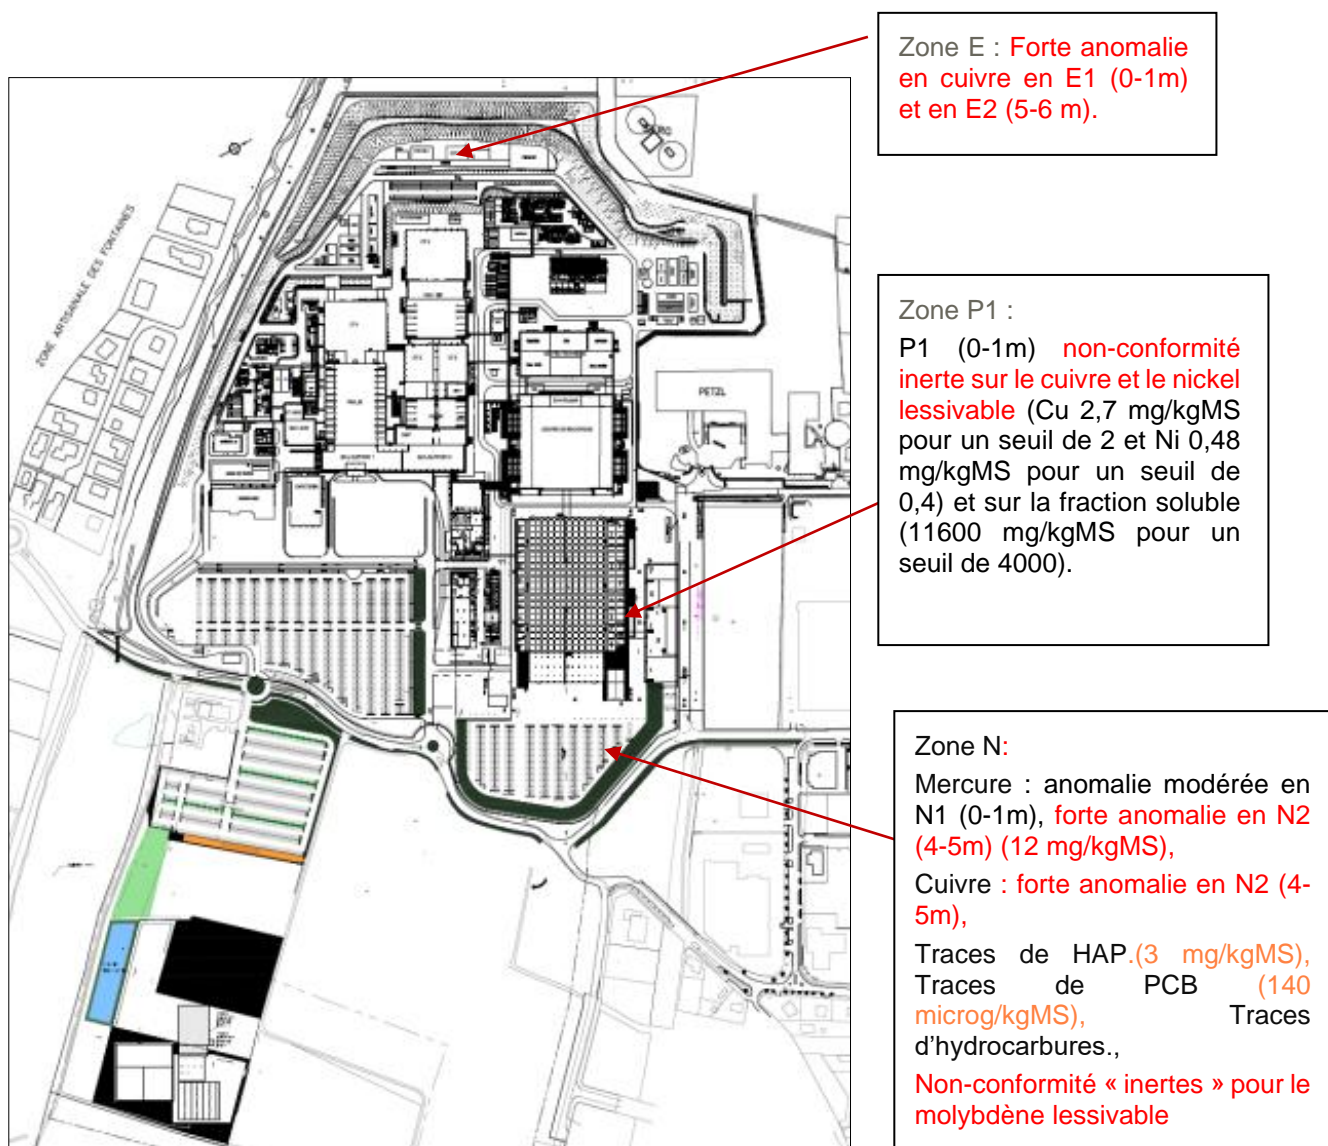 Zone E : Forte anomalie
en cuivre en E1 (0-1m)
et en E2 (5-6 m).
ZONE ARTISANALE DES FONTAINES
PETZL
Zone P1 :
P1 (0-1m) non-conformité
inerte sur le cuivre et le nickel
lessivable (Cu 2,7 mg/kgMS
pour un seuil de 2 et Ni 0,48
mg/kgMS pour un seuil de
0,4) et sur la fraction soluble
(11600 mg/kgMS pour un
seuil de 4000).
Zone N:
Mercure : anomalie modérée en
N1 (0-1m), forte anomalie en N2
(4-5m) (12 mg/kgMS),
Cuivre : forte anomalie en N2 (4-
5m),
Traces de HAP.(3 mg/kgMS),
Traces de PCB (140
microg/kgMS), Traces
d'hydrocarbures.,
Non-conformité « inertes » pour le
molybdène lessivable